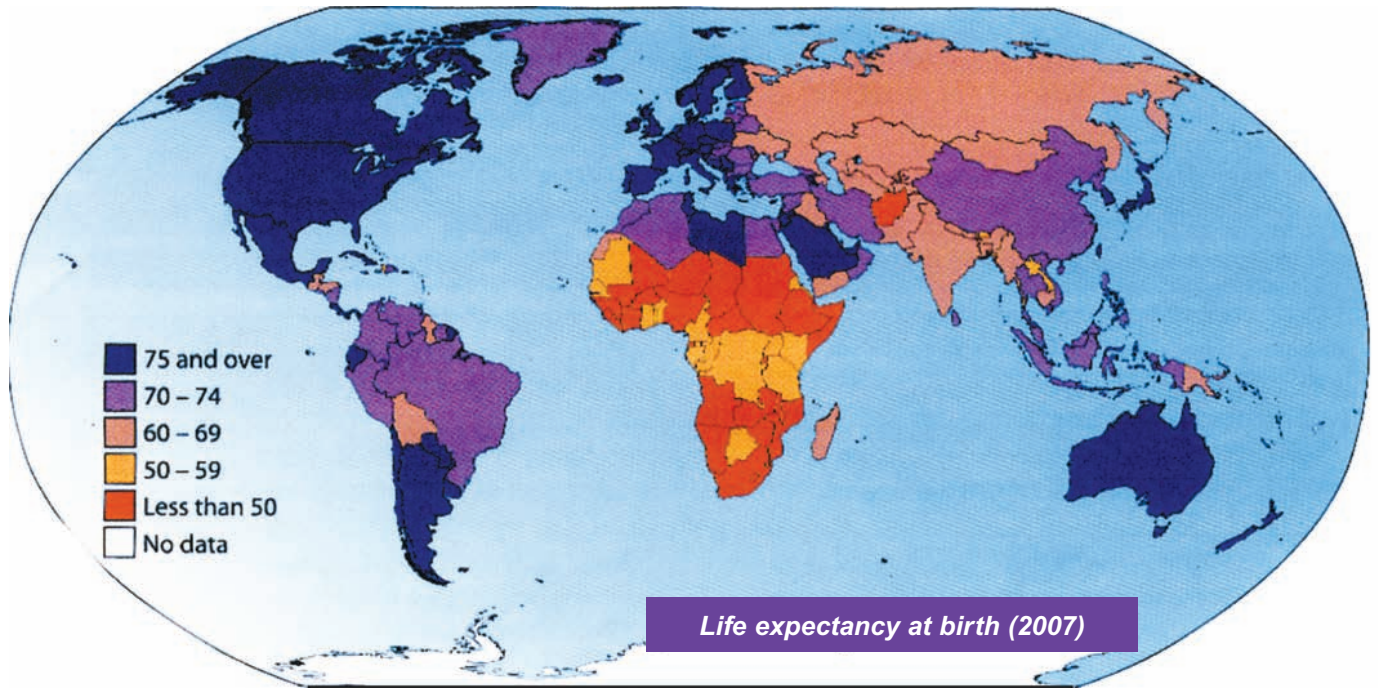 75 and over
70 – 74
60 – 69
50 – 59
Less than 50
No data
Life expectancy at birth (2007)